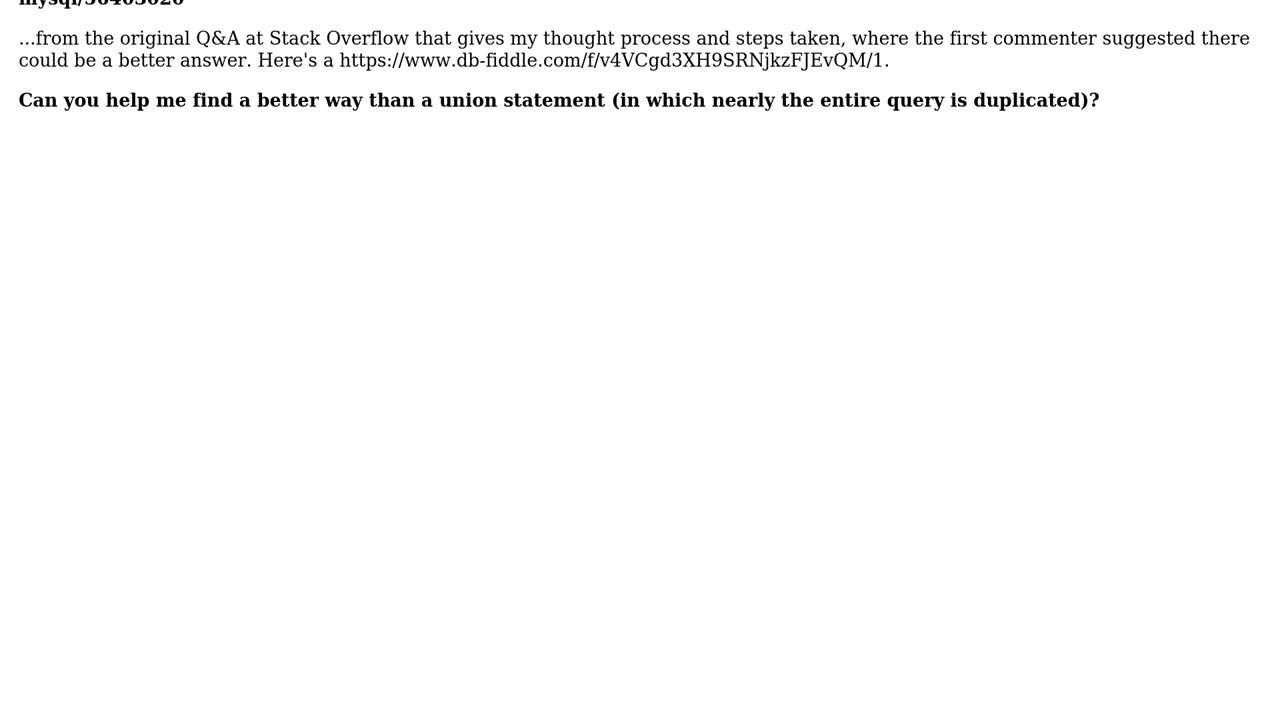 ...from the original Q&A at Stack Overflow that gives my thought process and steps taken, where the first commenter suggested there
could be a better answer. Here's a https://www.db-fiddle.com/f/v4VCgd3XH9SRNjkzFJEvQM/1.
Can you help me find a better way than a union statement (in which nearly the entire query is duplicated)?